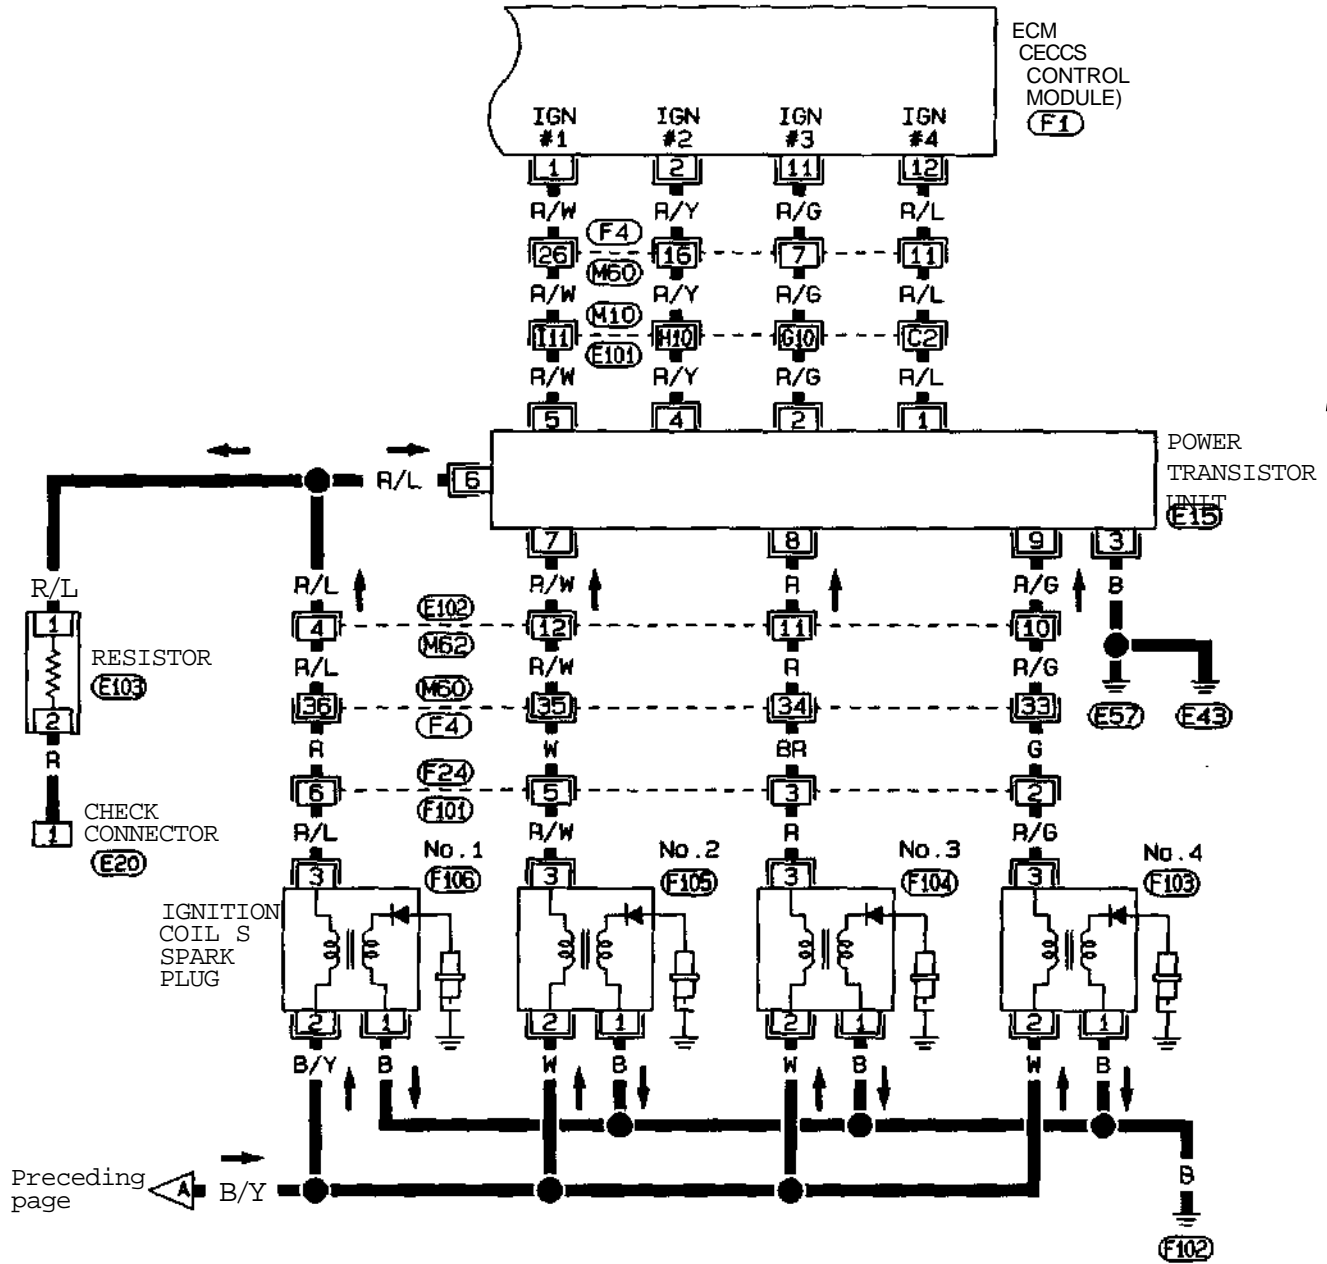 ECM
CECCS
CONTROL
MODULE)
F1
IGN IGN IGN IGN
#1 #2 #3 #4
1 2 11 12
R/W R/Y R/G R/L
F4
26 16 7 11
M60
R/W R/Y R/G R/L
M10
I11 H10 G10 C2
E101
R/W R/Y R/G R/L
5 4 2 1
POWER
TRANSISTOR
UNIT
E15
R/L 6
7 8 9 3
R/L R/L R/W R R/G B
E102
1 4 12 11 10
M62
RESISTOR
E103
R/L R/W R R/G
M60
2 36 35 34 33
F4
E57 E43
R R W BR G
F24
6 5 3 2
F101
CHECK
CONNECTOR
1
E20
R/L R/W R R/G
No.1 No.2 No.3 No.4
3 F106 3 F105 3 F104 3 F103
IGNITION
COIL S
SPARK
PLUG
2 1 2 1 2 1 2 1
B/Y B W B W B W B
Preceding
page
A B/Y
B
F102